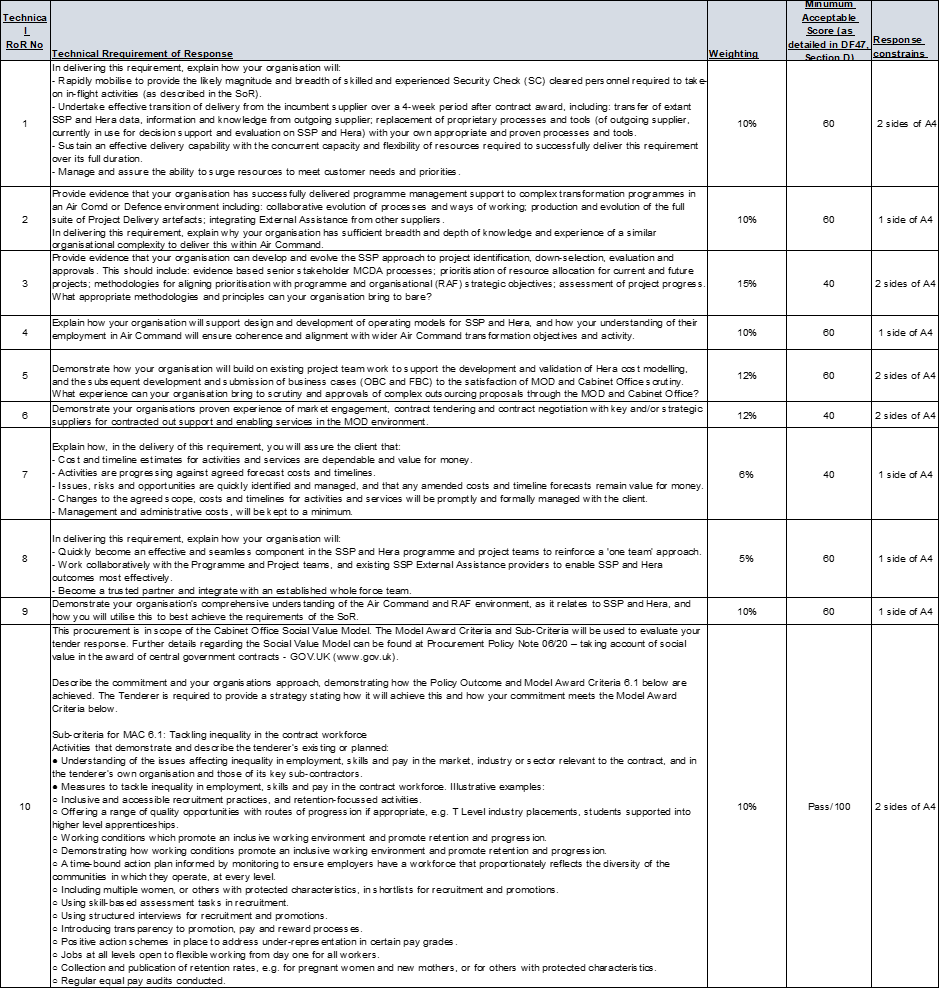 Technica
l
RoR No
Technical Rrequirement of Response
Weighting
Minumum
Acceptable
Score (as
detailed in DF47,
Section D)
Response
constrains
1
In delivering this requirement, explain how your organisation will:
- Rapidly mobilise to provide the likely magnitude and breadth of skilled and experienced Security Check (SC) cleared personnel required to take-
on in-flight activities (as described in the SoR).
- Undertake effective transition of delivery from the incumbent supplier over a 4-week period after contract award, including: transfer of extant
SSP and Hera data, information and knowledge from outgoing supplier; replacement of proprietary processes and tools (of outgoing supplier,
currently in use for decision support and evaluation on SSP and Hera) with your own appropriate and proven processes and tools.
- Sustain an effective delivery capability with the concurrent capacity and flexibility of resources required to successfully deliver this requirement
over its full duration.
- Manage and assure the ability to surge resources to meet customer needs and priorities.
10%
60
2 sides of A4
2
Provide evidence that your organisation has successfully delivered programme management support to complex transformation programmes in
an Air Comd or Defence environment including: collaborative evolution of processes and ways of working; production and evolution of the full
suite of Project Delivery artefacts; integrating External Assistance from other suppliers.
In delivering this requirement, explain why your organisation has sufficient breadth and depth of knowledge and experience of a similar
organisational complexity to deliver this within Air Command.
10%
60
1 side of A4
3
Provide evidence that your organisation can develop and evolve the SSP approach to project identification, down-selection, evaluation and
approvals. This should include: evidence based senior stakeholder MCDA processes; prioritisation of resource allocation for current and future
projects; methodologies for aligning prioritisation with programme and organisational (RAF) strategic objectives; assessment of project progress.
What appropriate methodologies and principles can your organisation bring to bare?
15%
40
2 sides of A4
4
Explain how your organisation will support design and development of operating models for SSP and Hera, and how your understanding of their
employment in Air Command will ensure coherence and alignment with wider Air Command transformation objectives and activity.
10%
60
1 side of A4
5
Demonstrate how your organisation will build on existing project team work to support the development and validation of Hera cost modelling,
and the subsequent development and submission of business cases (OBC and FBC) to the satisfaction of MOD and Cabinet Office scrutiny.
What experience can your organisation bring to scrutiny and approvals of complex outsourcing proposals through the MOD and Cabinet Office?
12%
60
2 sides of A4
6
Demonstrate your organisations proven experience of market engagement, contract tendering and contract negotiation with key and/or strategic
suppliers for contracted out support and enabling services in the MOD environment.
12%
40
2 sides of A4
7
Explain how, in the delivery of this requirement, you will assure the client that:
- Cost and timeline estimates for activities and services are dependable and value for money.
- Activities are progressing against agreed forecast costs and timelines.
- Issues, risks and opportunities are quickly identified and managed, and that any amended costs and timeline forecasts remain value for money.
- Changes to the agreed scope, costs and timelines for activities and services will be promptly and formally managed with the client.
- Management and administrative costs, will be kept to a minimum.
6%
40
1 side of A4
8
In delivering this requirement, explain how your organisation will:
- Quickly become an effective and seamless component in the SSP and Hera programme and project teams to reinforce a 'one team' approach.
- Work collaboratively with the Programme and Project teams, and existing SSP External Assistance providers to enable SSP and Hera
outcomes most effectively.
- Become a trusted partner and integrate with an established whole force team.
5%
60
1 side of A4
9
Demonstrate your organisation's comprehensive understanding of the Air Command and RAF environment, as it relates to SSP and Hera, and
how you will utilise this to best achieve the requirements of the SoR.
10%
60
1 side of A4
10
This procurement is in scope of the Cabinet Office Social Value Model. The Model Award Criteria and Sub-Criteria will be used to evaluate your
tender response. Further details regarding the Social Value Model can be found at Procurement Policy Note 06/20 – taking account of social
value in the award of central government contracts - GOV.UK (www.gov.uk).
Describe the commitment and your organisations approach, demonstrating how the Policy Outcome and Model Award Criteria 6.1 below are
achieved. The Tenderer is required to provide a strategy stating how it will achieve this and how your commitment meets the Model Award
Criteria below.
Sub-criteria for MAC 6.1: Tackling inequality in the contract workforce
Activities that demonstrate and describe the tenderer's existing or planned:
● Understanding of the issues affecting inequality in employment, skills and pay in the market, industry or sector relevant to the contract, and in
the tenderer's own organisation and those of its key sub-contractors.
● Measures to tackle inequality in employment, skills and pay in the contract workforce. Illustrative examples:
○ Inclusive and accessible recruitment practices, and retention-focussed activities.
○ Offering a range of quality opportunities with routes of progression if appropriate, e.g. T Level industry placements, students supported into
higher level apprenticeships.
○ Working conditions which promote an inclusive working environment and promote retention and progression.
○ Demonstrating how working conditions promote an inclusive working environment and promote retention and progression.
○ A time-bound action plan informed by monitoring to ensure employers have a workforce that proportionately reflects the diversity of the
communities in which they operate, at every level.
○ Including multiple women, or others with protected characteristics, in shortlists for recruitment and promotions.
○ Using skill-based assessment tasks in recruitment.
○ Using structured interviews for recruitment and promotions.
○ Introducing transparency to promotion, pay and reward processes.
○ Positive action schemes in place to address under-representation in certain pay grades.
○ Jobs at all levels open to flexible working from day one for all workers.
○ Collection and publication of retention rates, e.g. for pregnant women and new mothers, or for others with protected characteristics.
○ Regular equal pay audits conducted.
10%
Pass/100
2 sides of A4